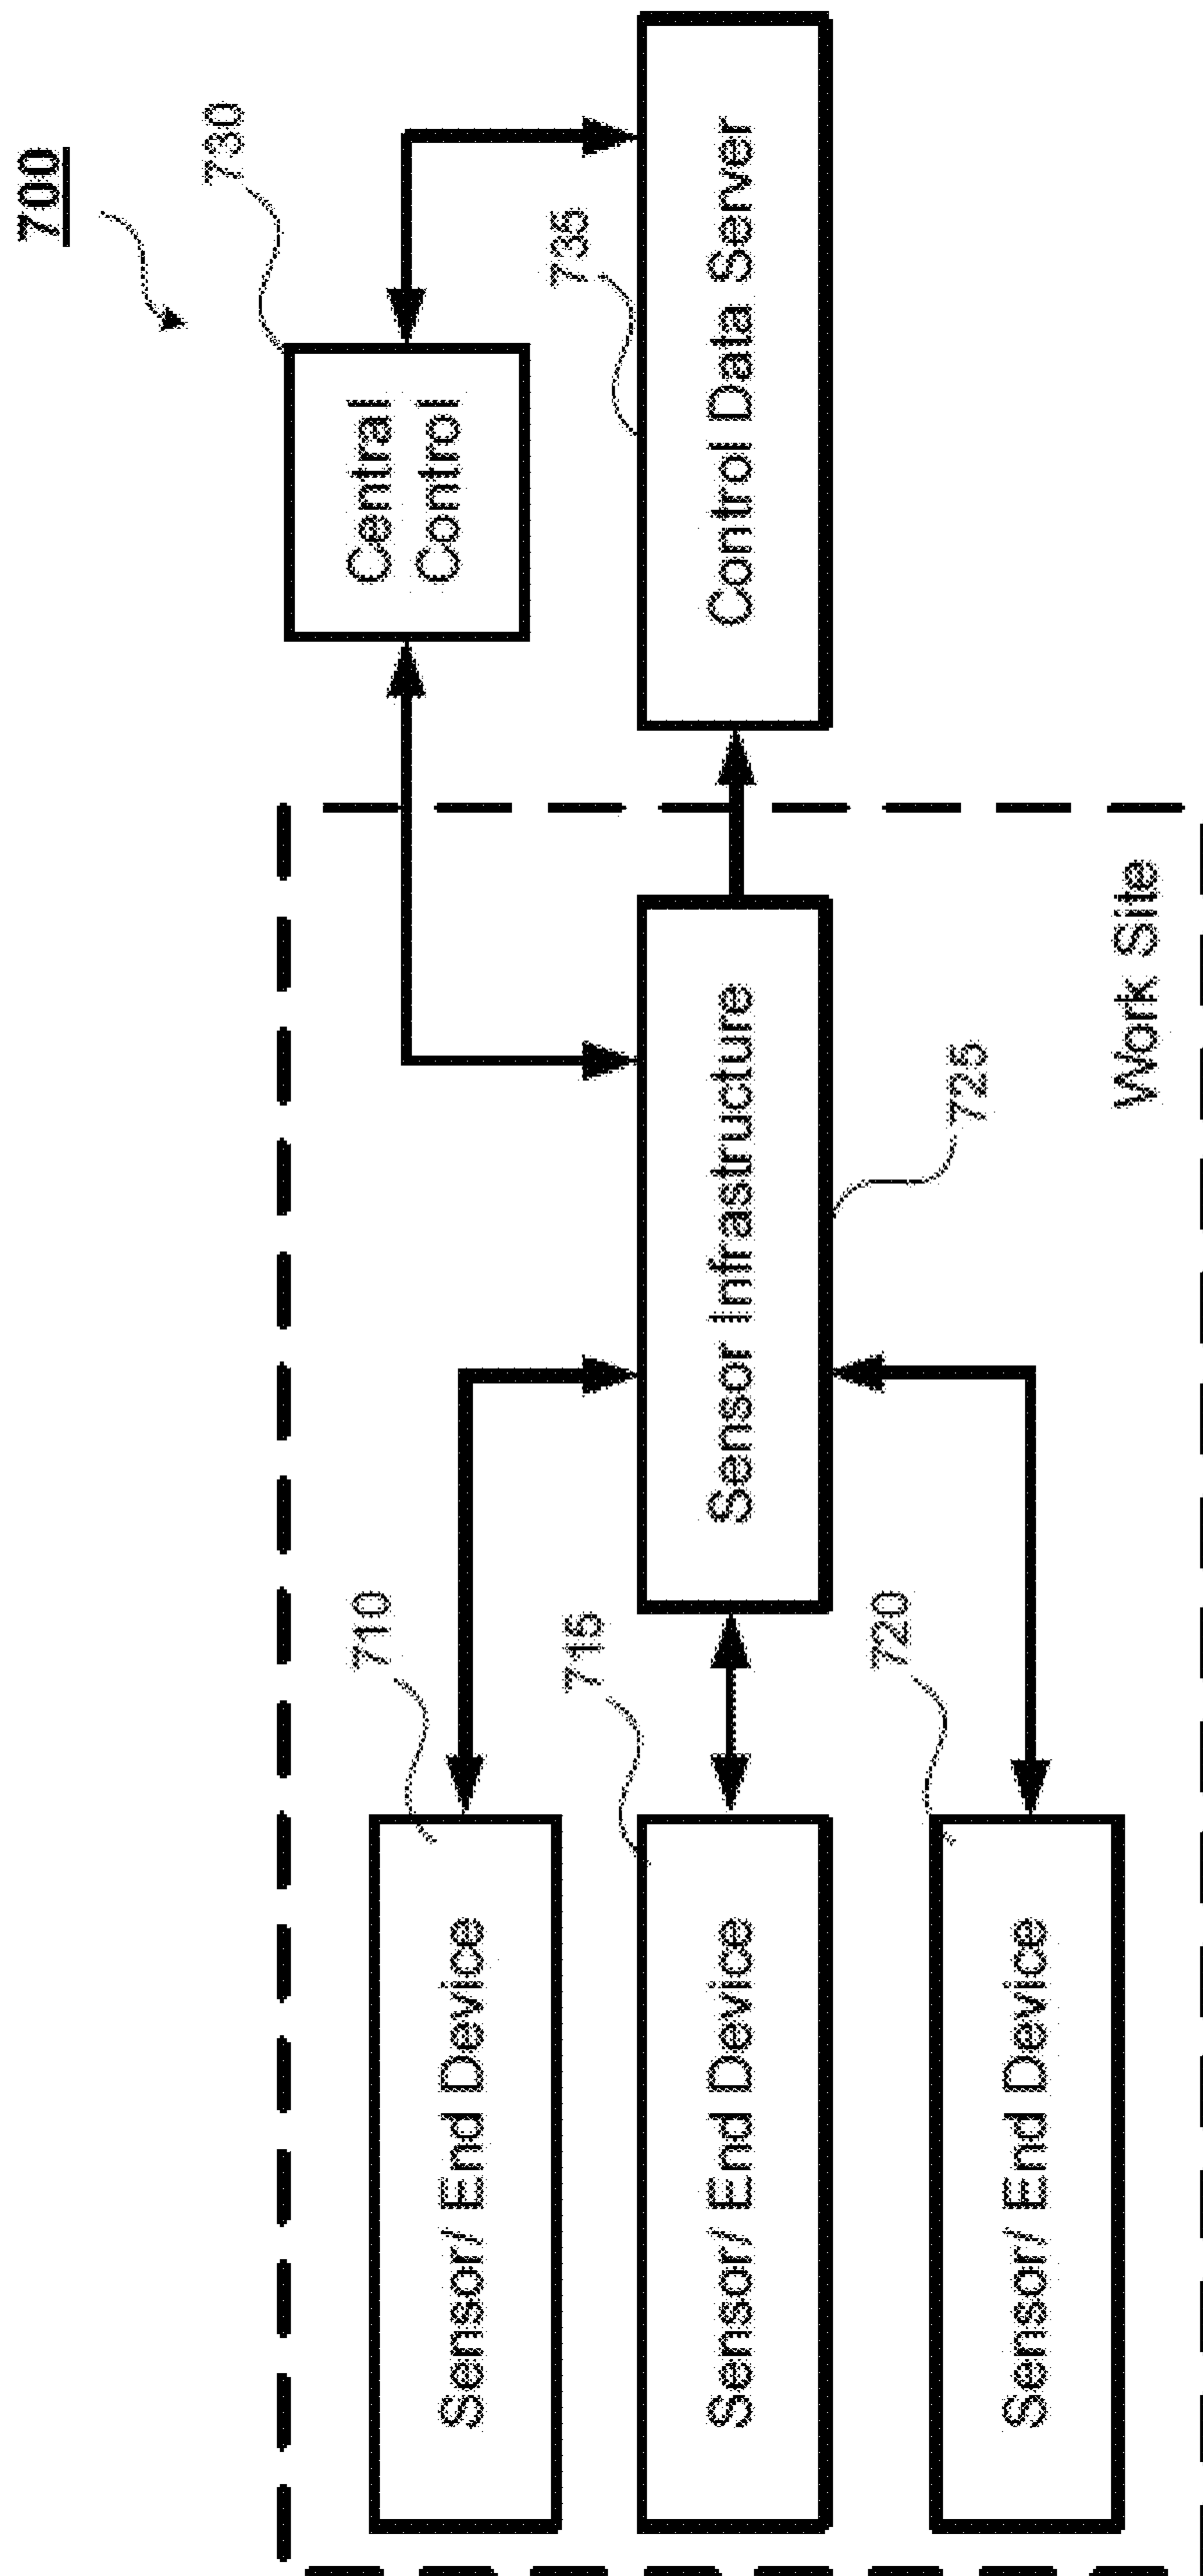 700
730
Central
Control
735
Control Data Server
710
Sensor/ End Device
715
Sensor/ End Device
Sensor Infrastructure
725
720
Sensor/ End Device
Work Site